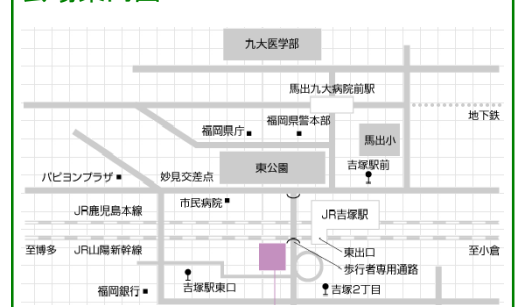 九大医学部
馬出九大病院前駅
地下鉄
福岡県警本部
福岡県庁
馬出小
東公園
吉塚駅前
パピヨンプラザ
妙見交差点
市民病院
JR吉塚駅
JR鹿児島本線
至博多
JR山陽新幹線
東出口
至小倉
歩行者専用通路
吉塚駅東口
吉塚2丁目
福岡銀行